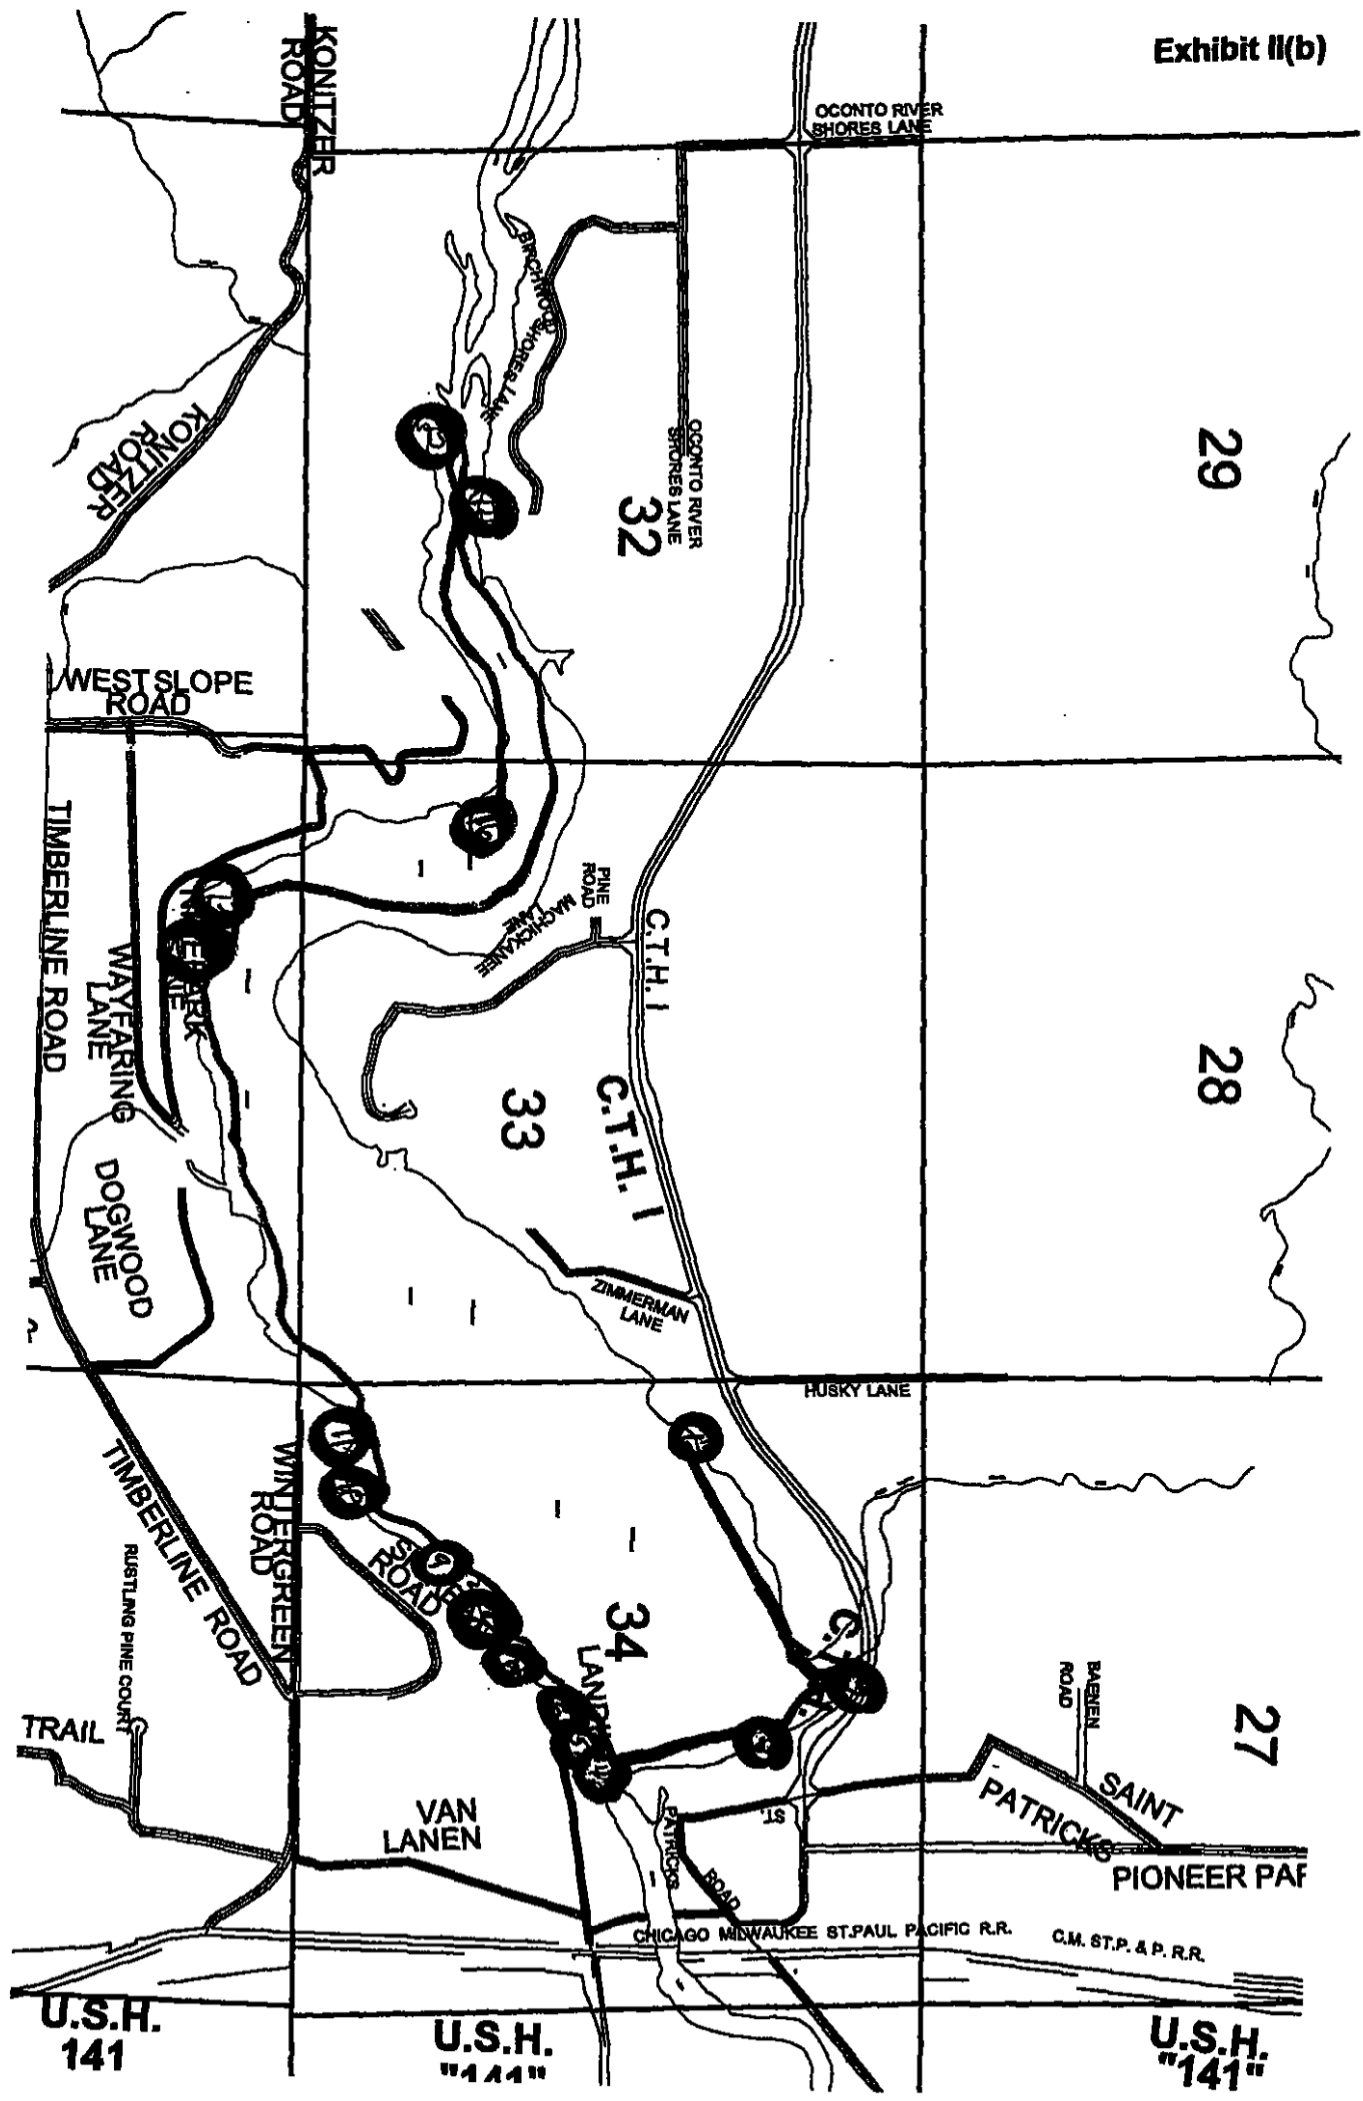 Exhibit II(b)
KONITZER
ROAD
OCONTO RIVER
SHORES LANE
BIRCHWOOD
SHORES LANE
KONITZER
ROAD
OCONTO RIVER
SHORES LANE
29
32
WEST SLOPE
ROAD
TIMBERLINE ROAD
WAYFARING
LANE
PINE
ROAD
MACHICKANEE
LANE
C.T.H. I
28
33
C.T.H. I
DOGWOOD
LANE
ZIMMERMAN
LANE
HUSKY LANE
TIMBERLINE ROAD
WINTERGREEN
ROAD
ROAD
9
34
RUSTLING PINE COURT
BAENEN
ROAD
27
TRAIL
VAN
LANEN
ST.
PATRICKS
ROAD
SAINT
PATRICKS
PIONEER PAR
CHICAGO MILWAUKEE ST.PAUL PACIFIC R.R.
C.M. ST.P. & P. R.R.
U.S.H.
141
U.S.H.
"141"
U.S.H.
"141"